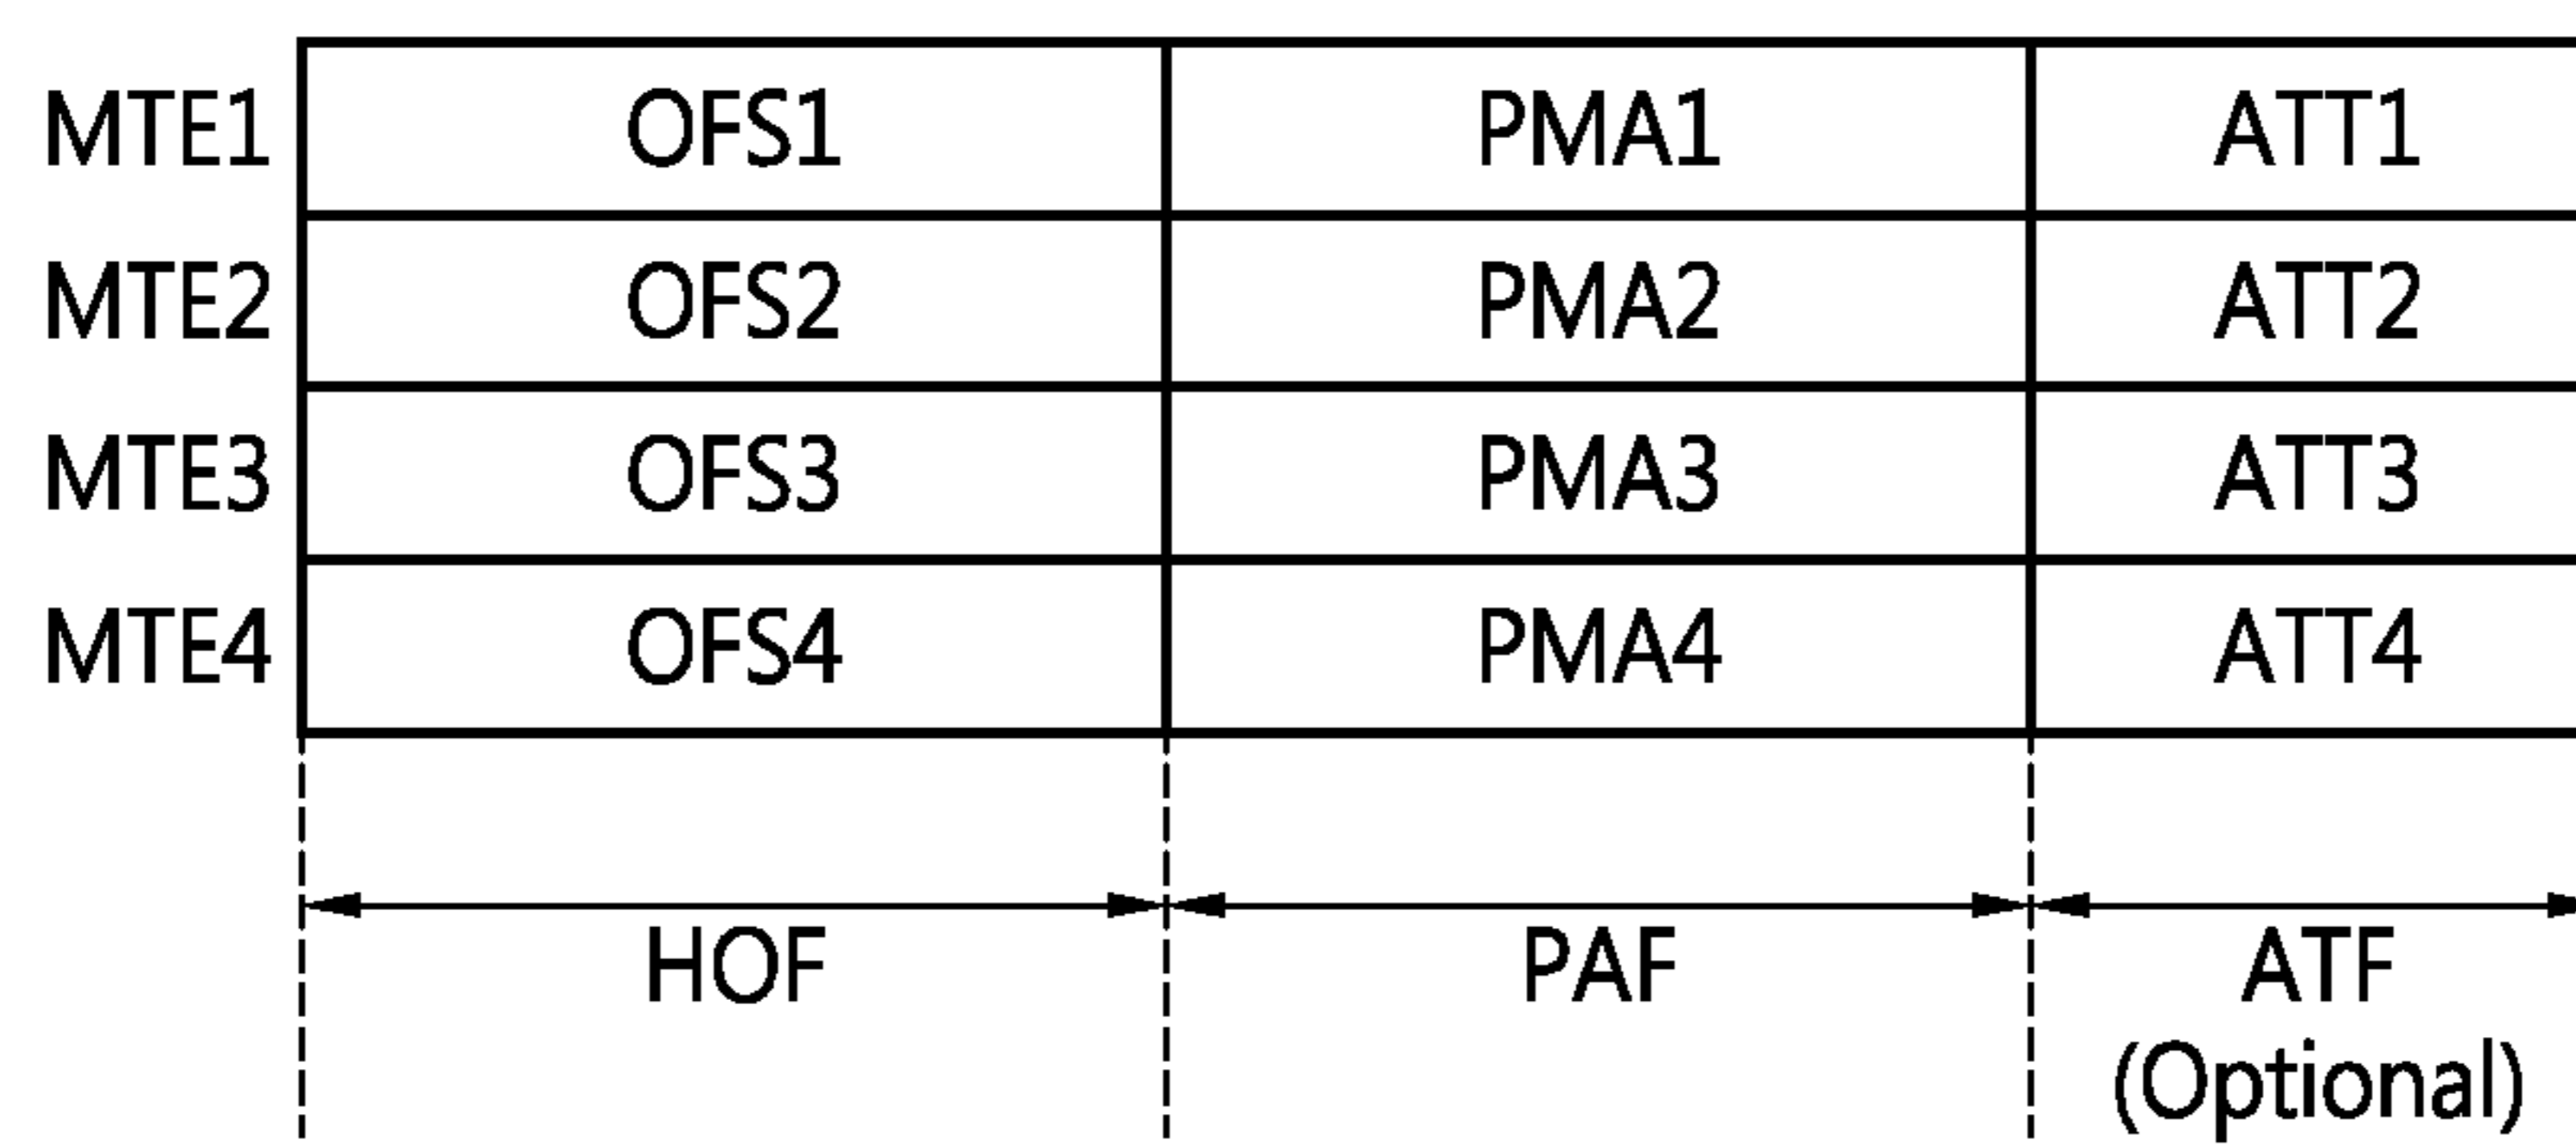 MTE1 OFS1 PMA1 ATT1
MTE2 OFS2 PMA2 ATT2
MTE3 OFS3 PMA3 ATT3
MTE4 OFS4 PMA4 ATT4
HOF PAF ATF
(Optional)